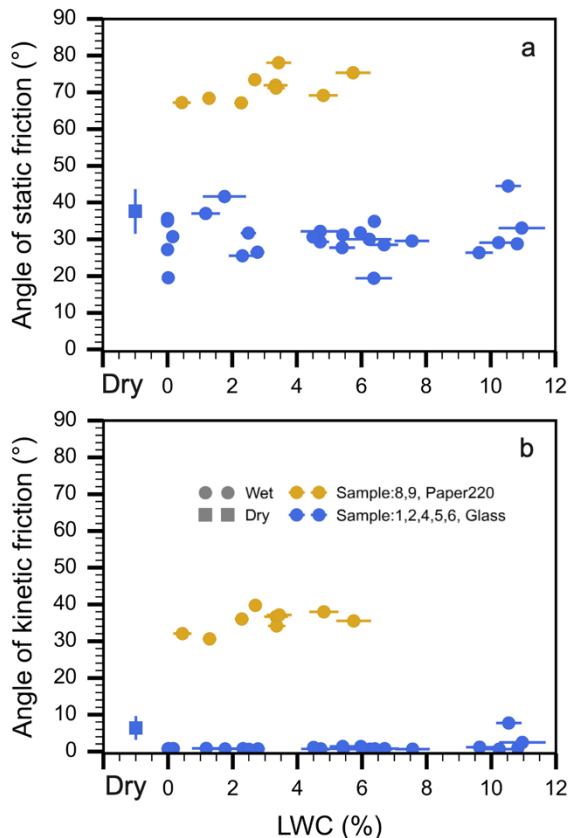 90
a
80
70
60
50
40
30
20
10
0
Angle of static friction (°)
Dry 0 2 4 6 8 10 12
90
b
80
70
60
50
40
30
20
10
0
Angle of kinetic friction (°)
Wet Sample:8,9, Paper220
Dry Sample:1,2,4,5,6, Glass
Dry 0 2 4 6 8 10 12
LWC (%)